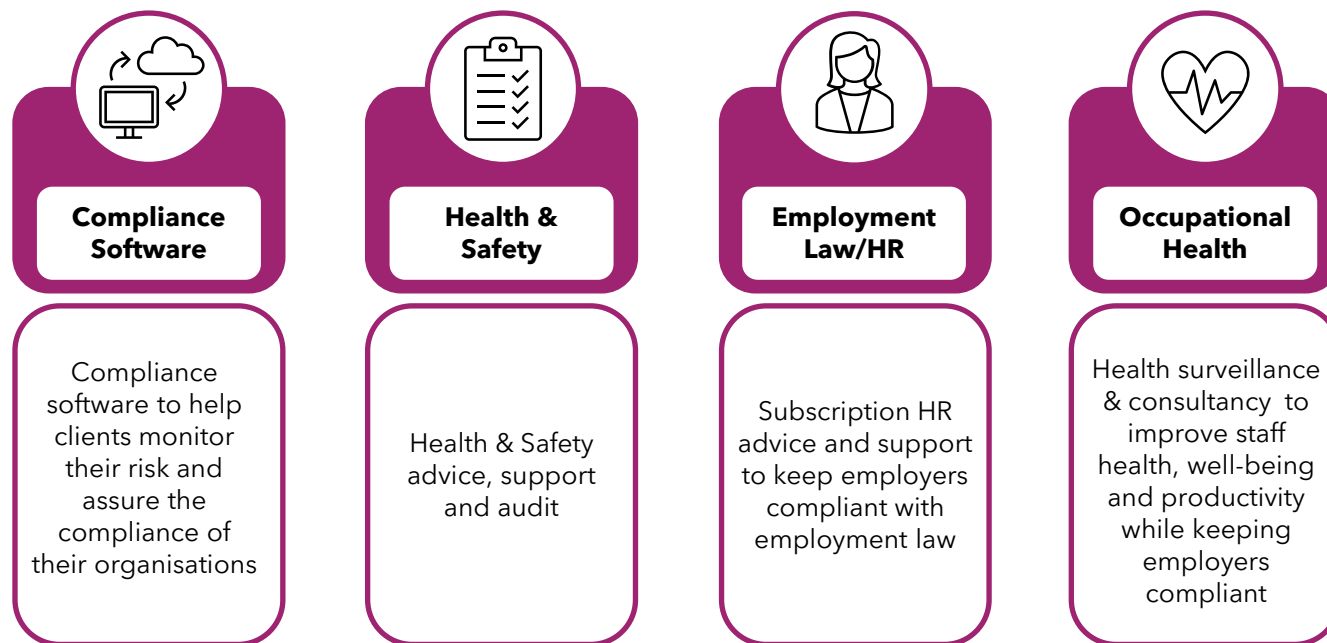 Compliance
Software
Compliance
software to help
clients monitor
their risk and
assure the
compliance of
their organisations
Health &
Safety
Health & Safety
advice, support
and audit
Employment
Law/HR
Subscription HR
advice and support
to keep employers
compliant with
employment law
Occupational
Health
Health surveillance
& consultancy to
improve staff
health, well-being
and productivity
while keeping
employers
compliant